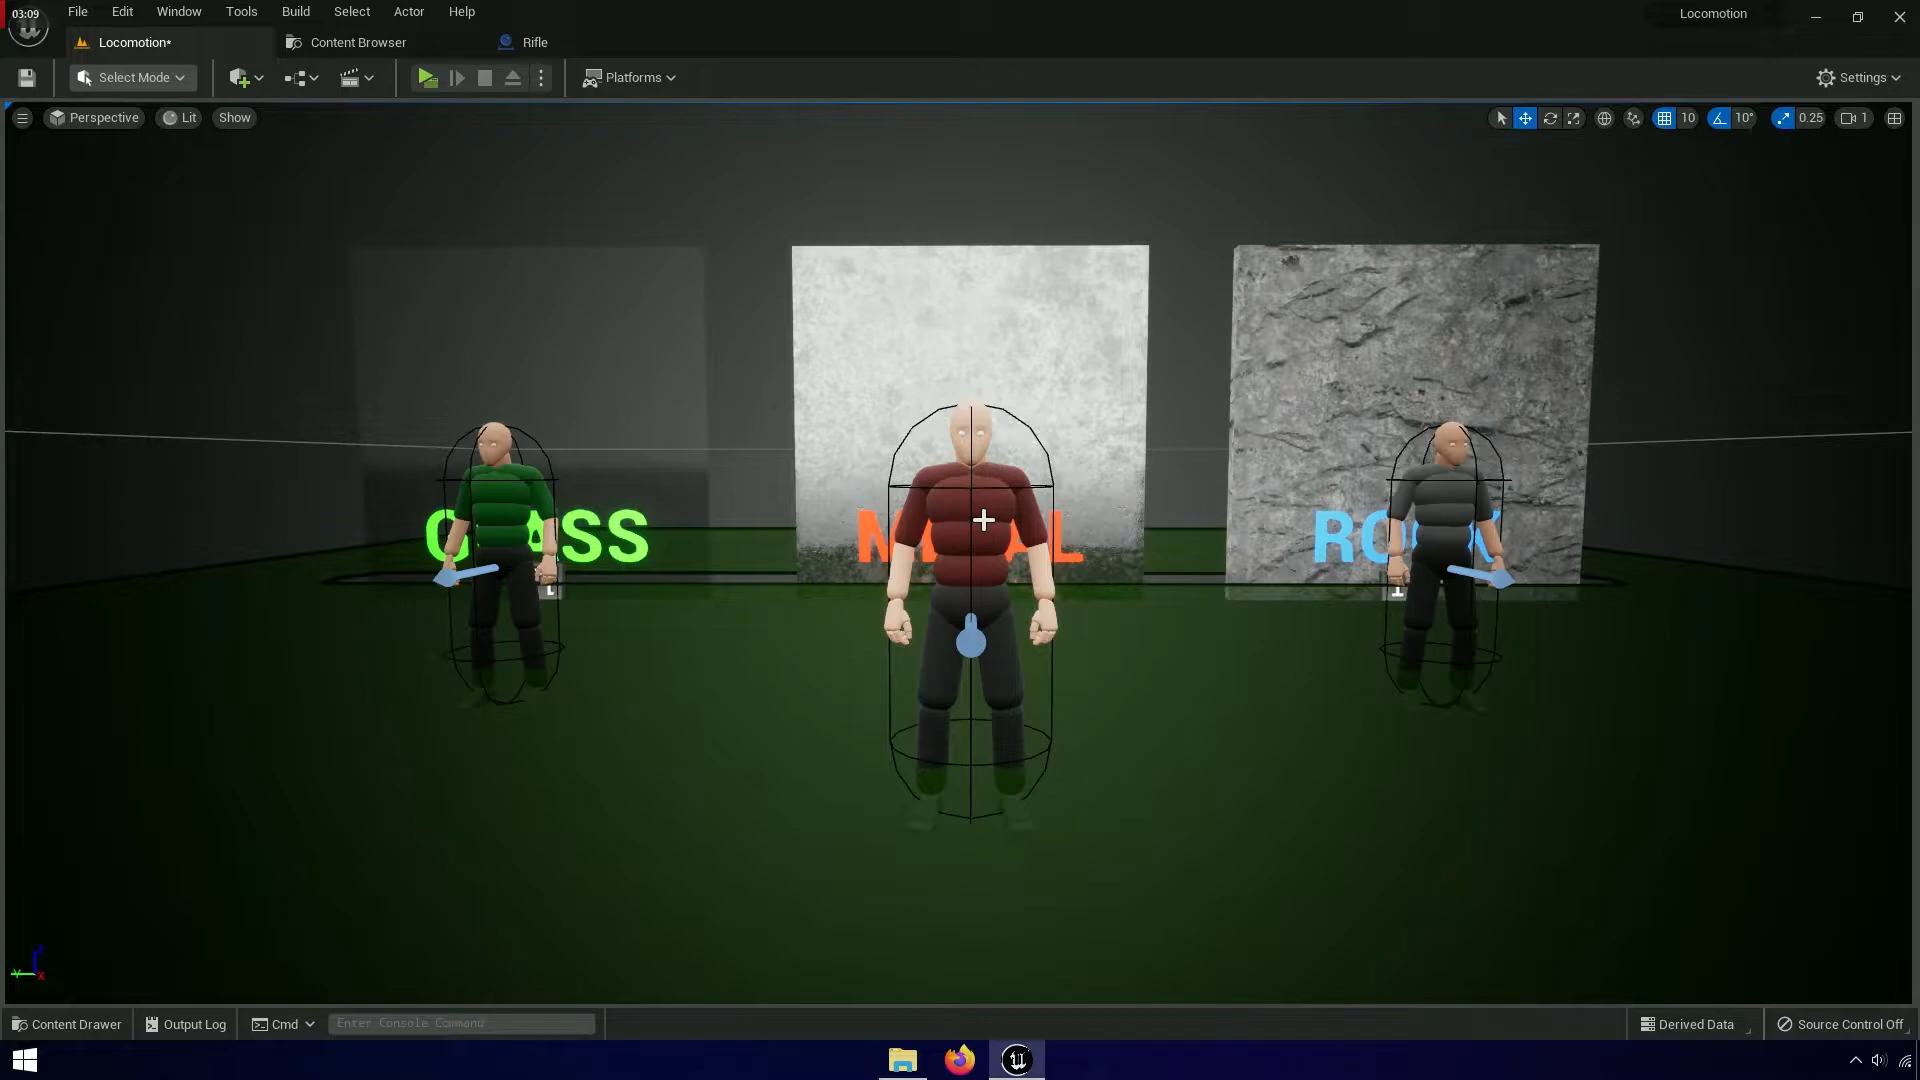 03:09
File Edit Window Tools Build Select Actor Help
Locomotion
Locomotion*
Content Browser
Rifle
Select Mode
Platforms
Settings
Perspective
Lit
Show
10
10°
0.25
1
Content Drawer
Output Log
Cmd
Enter Console Command
Derived Data
Source Control Off